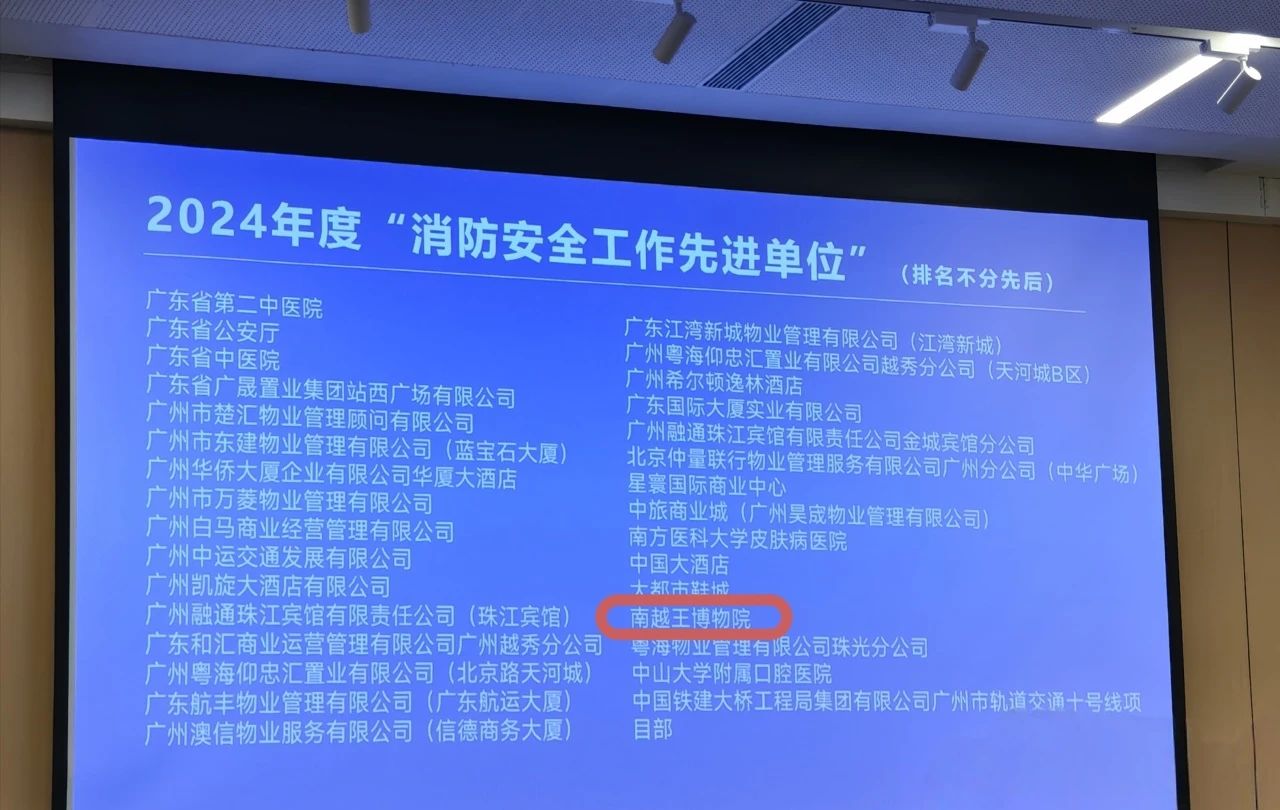 2024年度“消防安全工作先进单位”（排名不分先后）
广东省第二中医院
广东省公安厅
广东省中医院
广东省广晟置业集团站西广场有限公司
广州市楚汇物业管理顾问有限公司
广州市东建物业管理有限公司（蓝宝石大厦）
广州华侨大厦企业有限公司华厦大酒店
广州市万菱物业管理有限公司
广州白马商业经营管理有限公司
广州中运交通发展有限公司
广州凯旋大酒店有限公司
广州融通珠江宾馆有限责任公司（珠江宾馆）
广东和汇商业运营管理有限公司广州越秀分公司
广州粤海仰忠汇置业有限公司（北京路天河城）
广东航丰物业管理有限公司（广东航运大厦）
广州澳信物业服务有限公司（信德商务大厦）
广东江湾新城物业管理有限公司（江湾新城）
广州粤海仰忠汇置业有限公司越秀分公司（天河城B区）
广州希尔顿逸林酒店
广东国际大厦实业有限公司
广州融通珠江宾馆有限责任公司金城宾馆分公司
北京仲量联行物业管理服务有限公司广州分公司（中华广场）
星寰国际商业中心
中旅商业城（广州昊宬物业管理有限公司）
南方医科大学皮肤病医院
中国大酒店
大都市鞋城
南越王博物院
粤海物业管理有限公司珠光分公司
中山大学附属口腔医院
中国铁建大桥工程局集团有限公司广州市轨道交通十号线项
目部